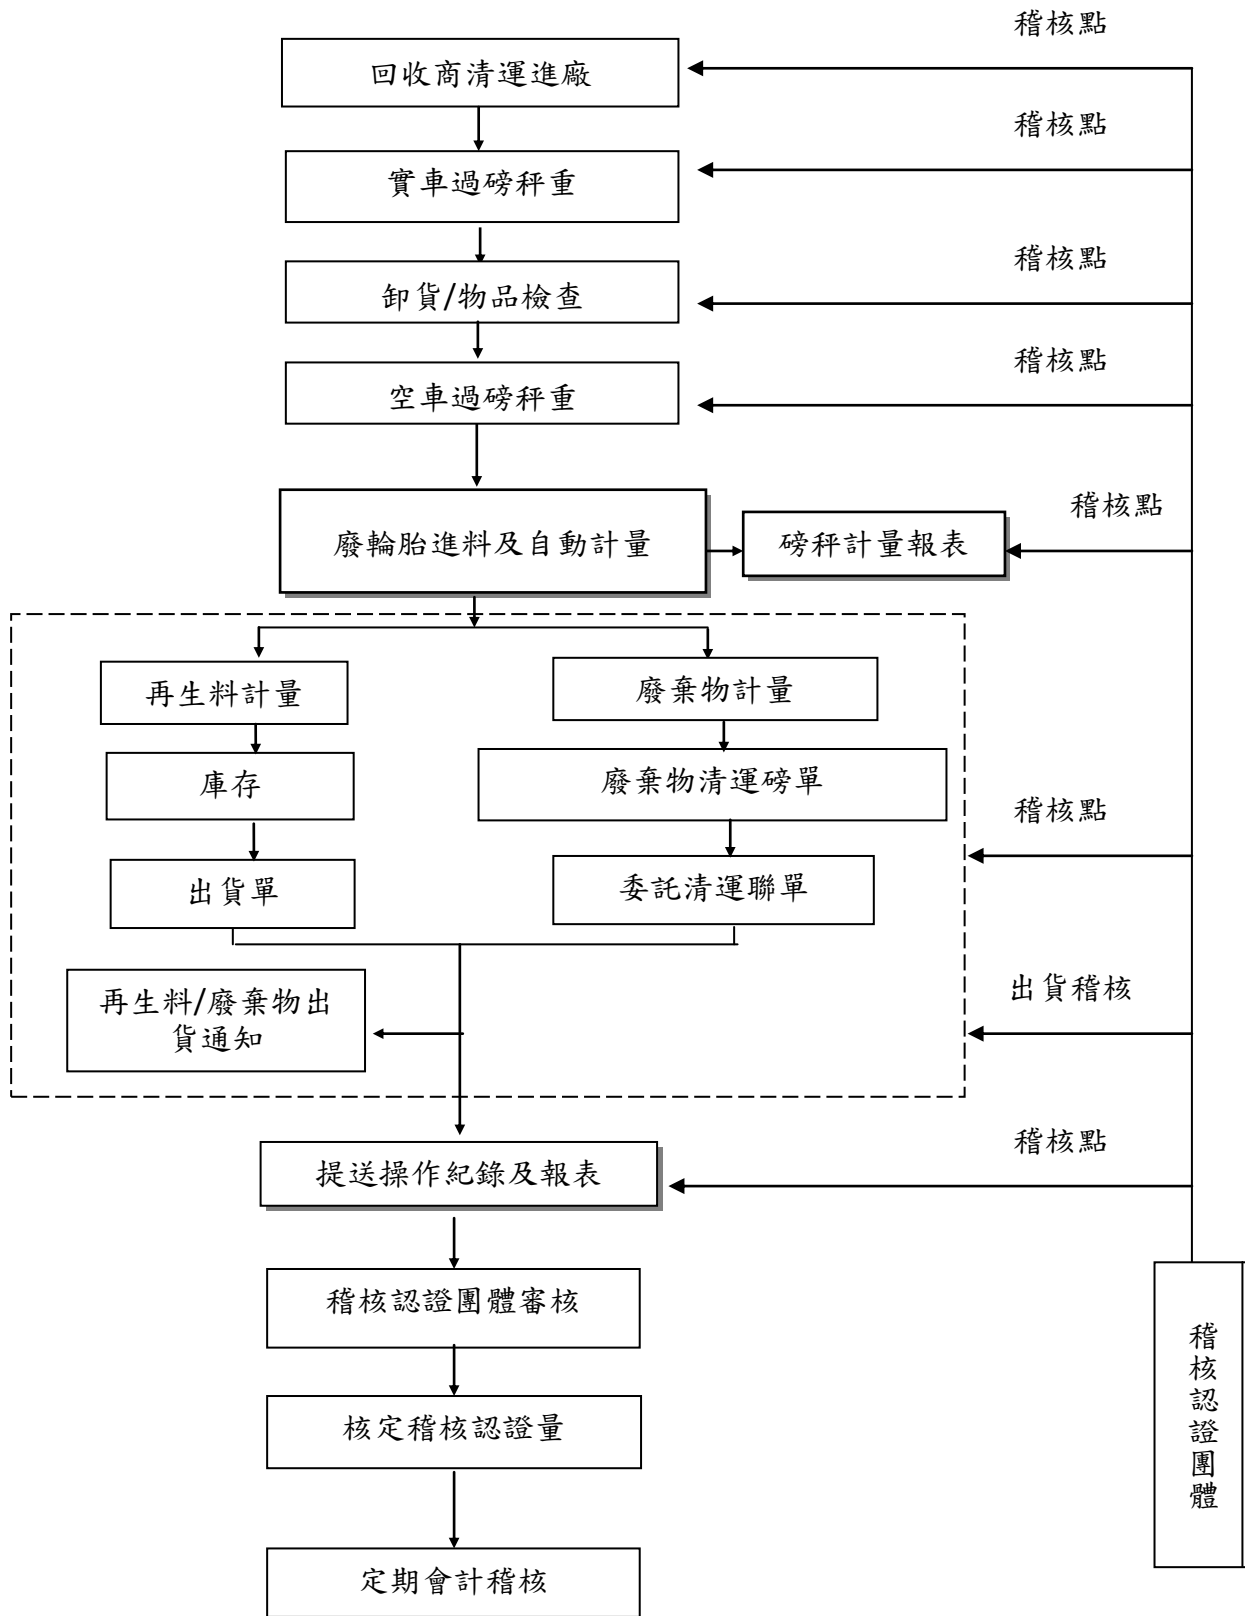 稽核點
回收商清運進廠
稽核點
實車過磅秤重
稽核點
卸貨/物品檢查
稽核點
空車過磅秤重
稽核點
廢輪胎進料及自動計量
磅秤計量報表
再生料計量
廢棄物計量
庫存
廢棄物清運磅單
稽核點
出貨單
委託清運聯單
再生料/廢棄物出
貨通知
出貨稽核
稽核點
提送操作紀錄及報表
稽核認證團體審核
核定稽核認證量
定期會計稽核
稽核認證團體